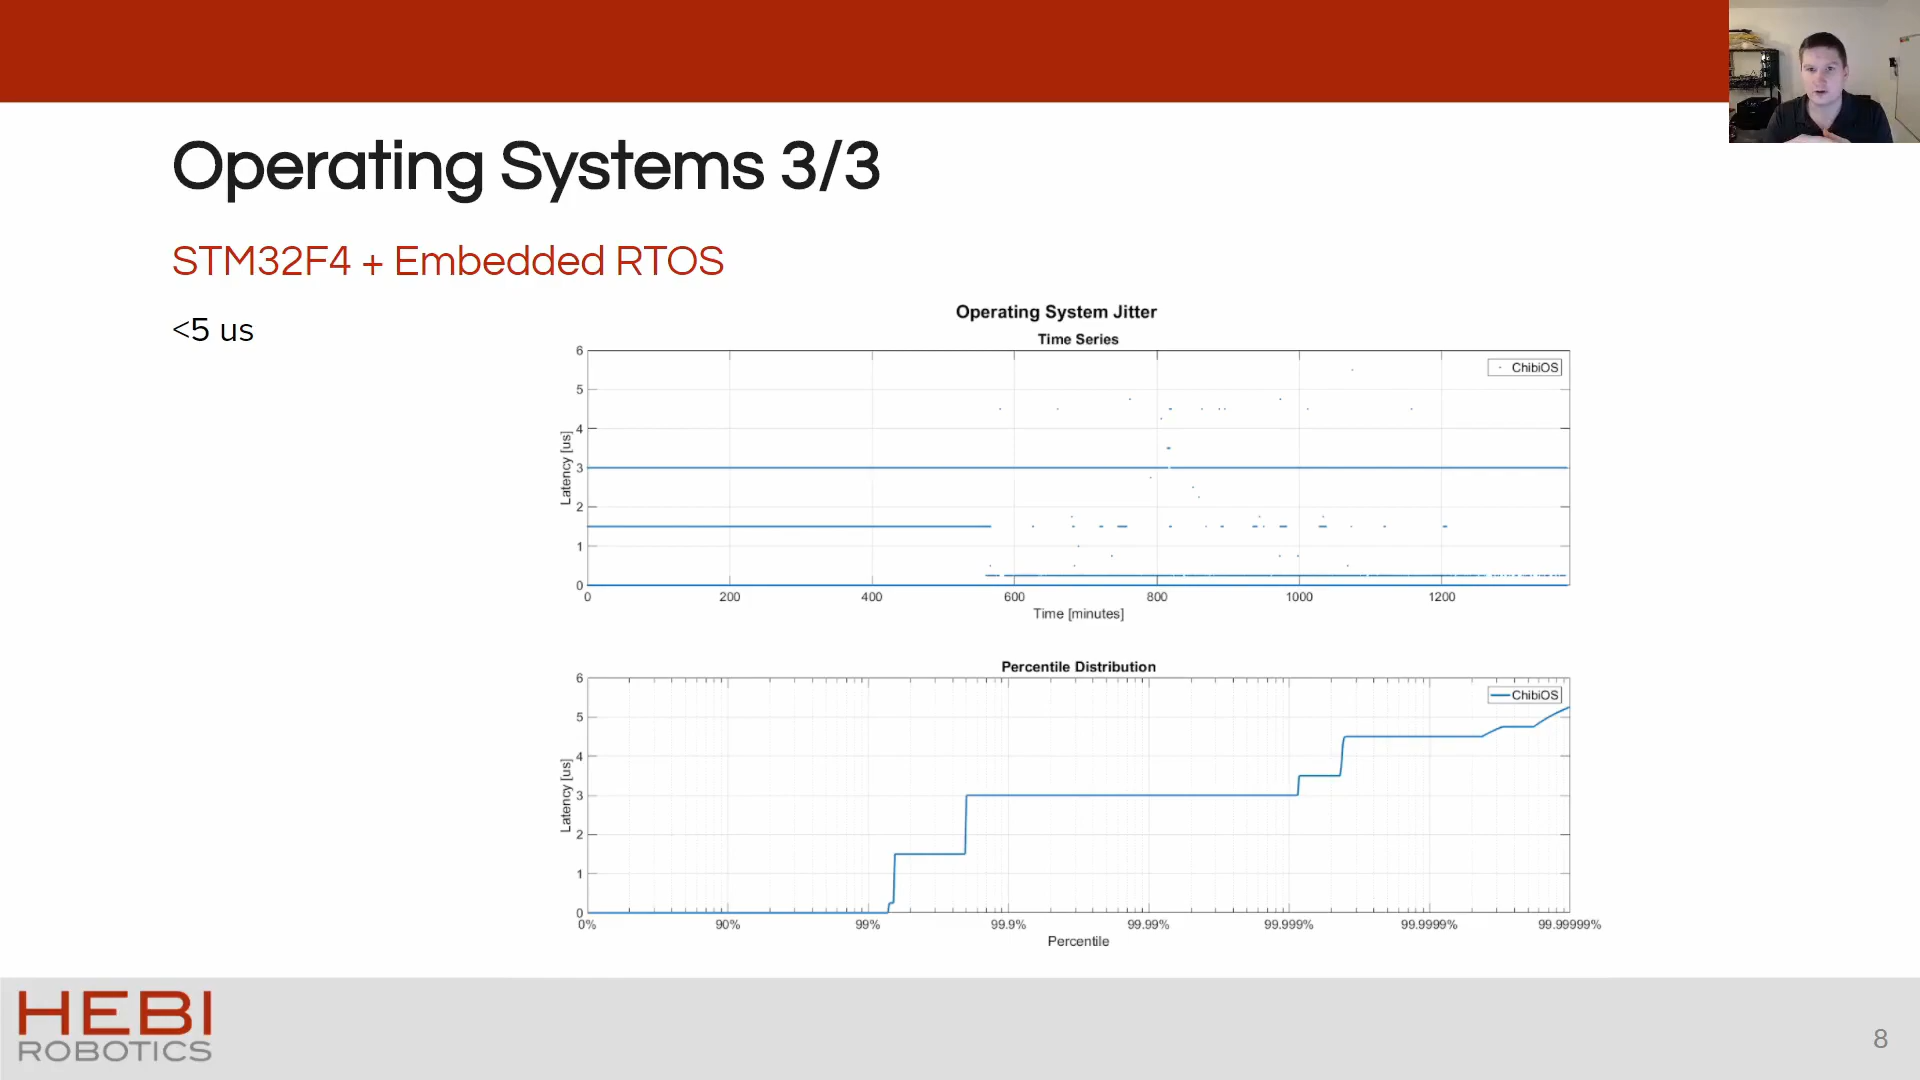 Operating Systems 3/3
STM32F4 + Embedded RTOS
<5 us
Operating System Jitter
Time Series
6
5
4
3
2
1
0
Latency [us]
ChibiOS
0 200 400 600 800 1000 1200
Time [minutes]
Percentile Distribution
6
5
4
3
2
1
0
Latency [us]
ChibiOS
0% 90% 99% 99.9% 99.99% 99.999% 99.9999% 99.99999%
Percentile
HEBI
ROBOTICS
8